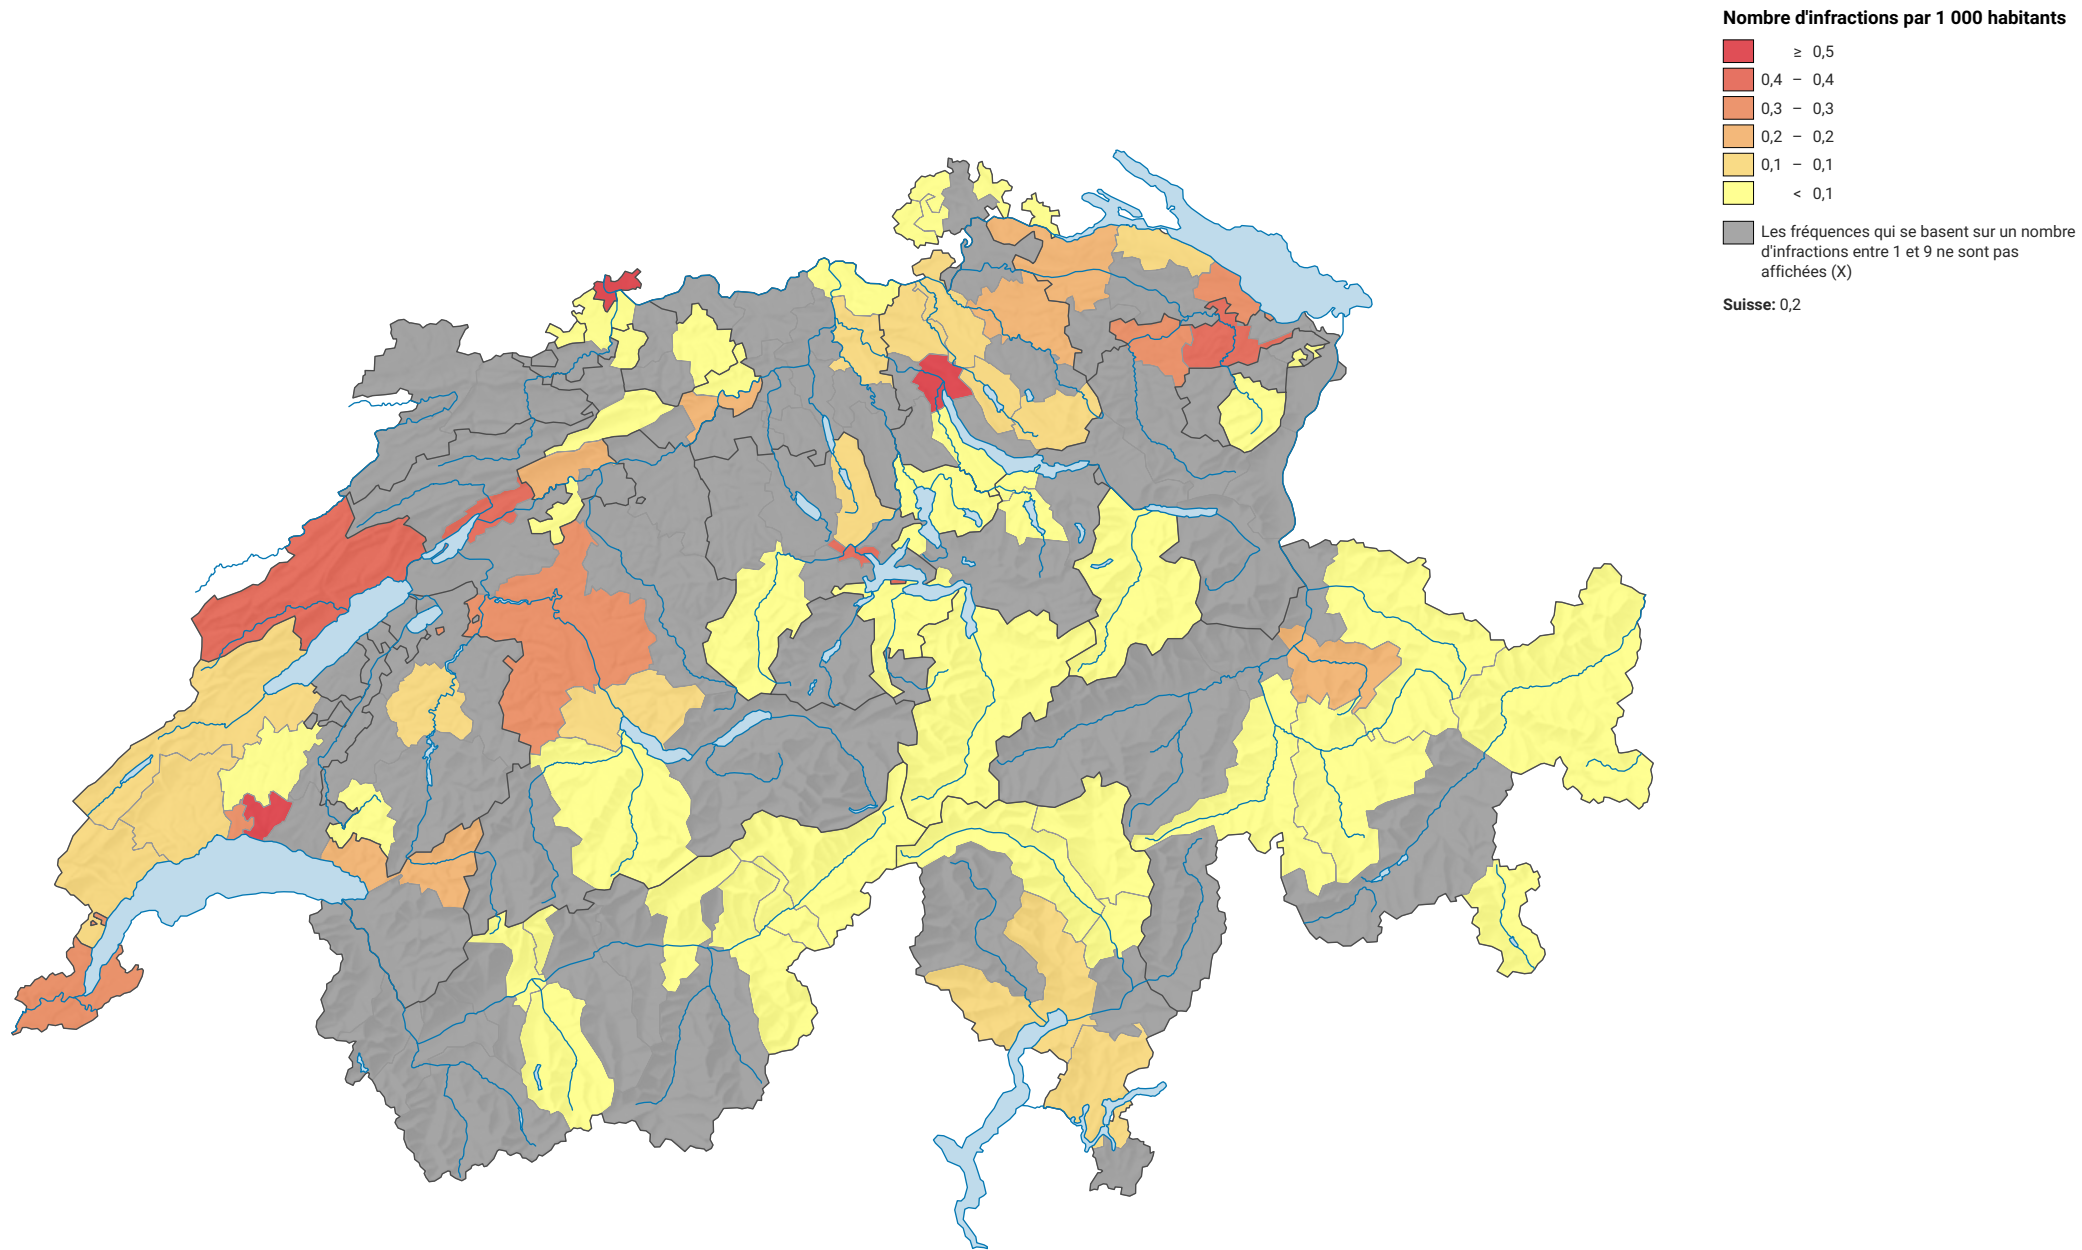 Nombre d'infractions par 1 000 habitants
≥ 0,5
0,4 – 0,4
0,3 – 0,3
0,2 – 0,2
0,1 – 0,1
< 0,1
Les fréquences qui se basent sur un nombre
d'infractions entre 1 et 9 ne sont pas
affichées (X)
Suisse: 0,2